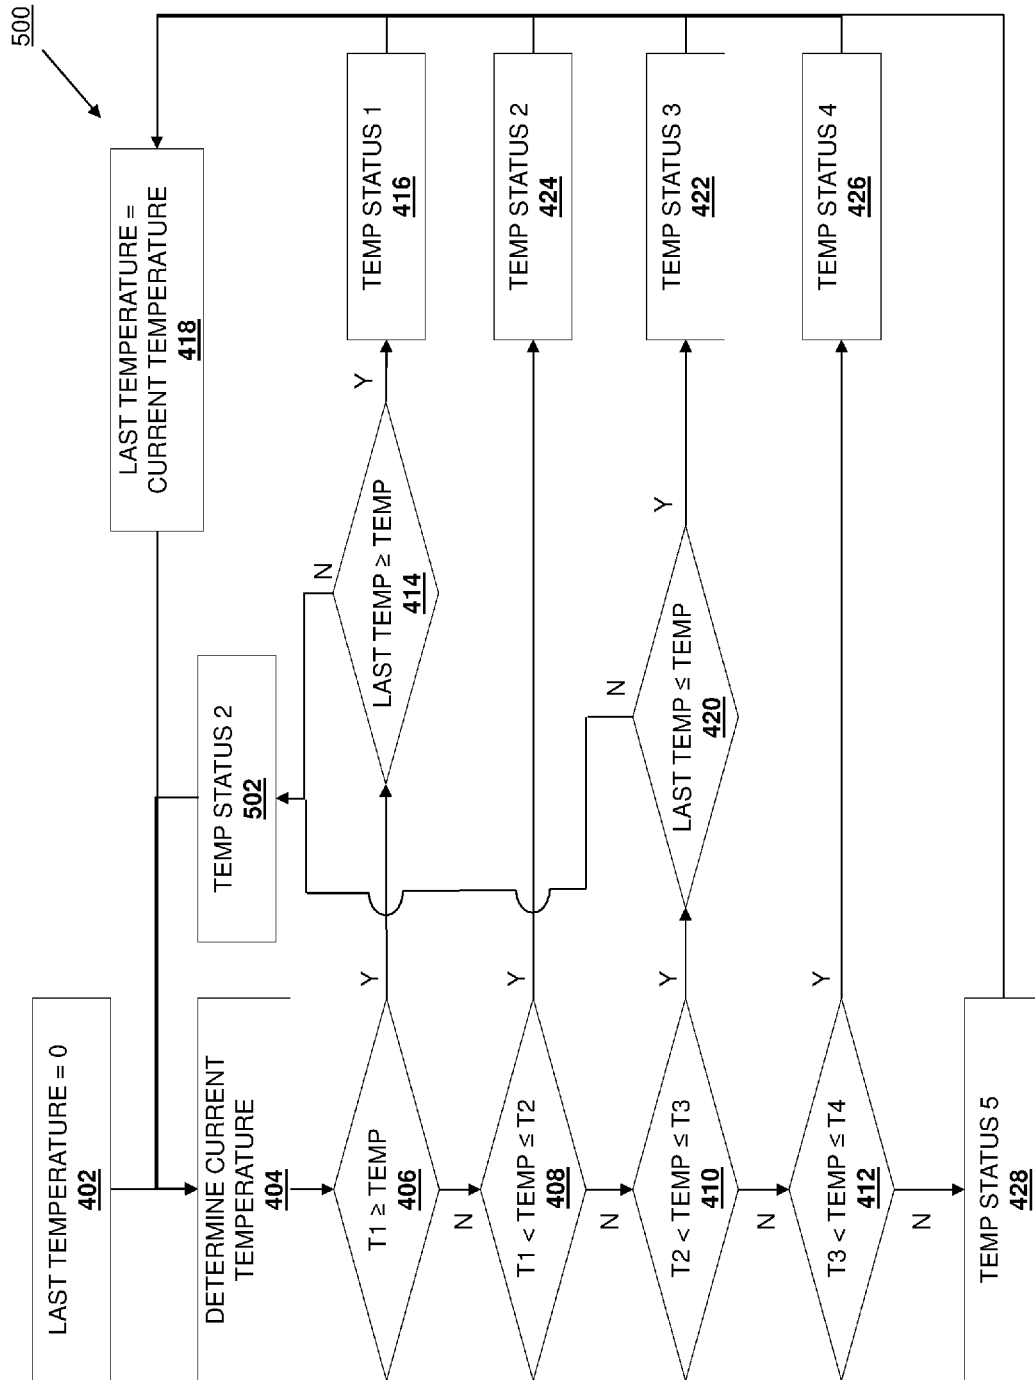 500
LAST TEMPERATURE = 0
402
DETERMINE CURRENT
TEMPERATURE
404
T1 ≥ TEMP
406
Y
N
T1 < TEMP ≤ T2
408
Y
N
T2 < TEMP ≤ T3
410
Y
N
T3 < TEMP ≤ T4
412
Y
N
TEMP STATUS 5
428
TEMP STATUS 2
502
LAST TEMP ≥ TEMP
414
N
Y
LAST TEMP ≤ TEMP
420
N
Y
LAST TEMPERATURE =
CURRENT TEMPERATURE
418
TEMP STATUS 1
416
TEMP STATUS 2
424
TEMP STATUS 3
422
TEMP STATUS 4
426